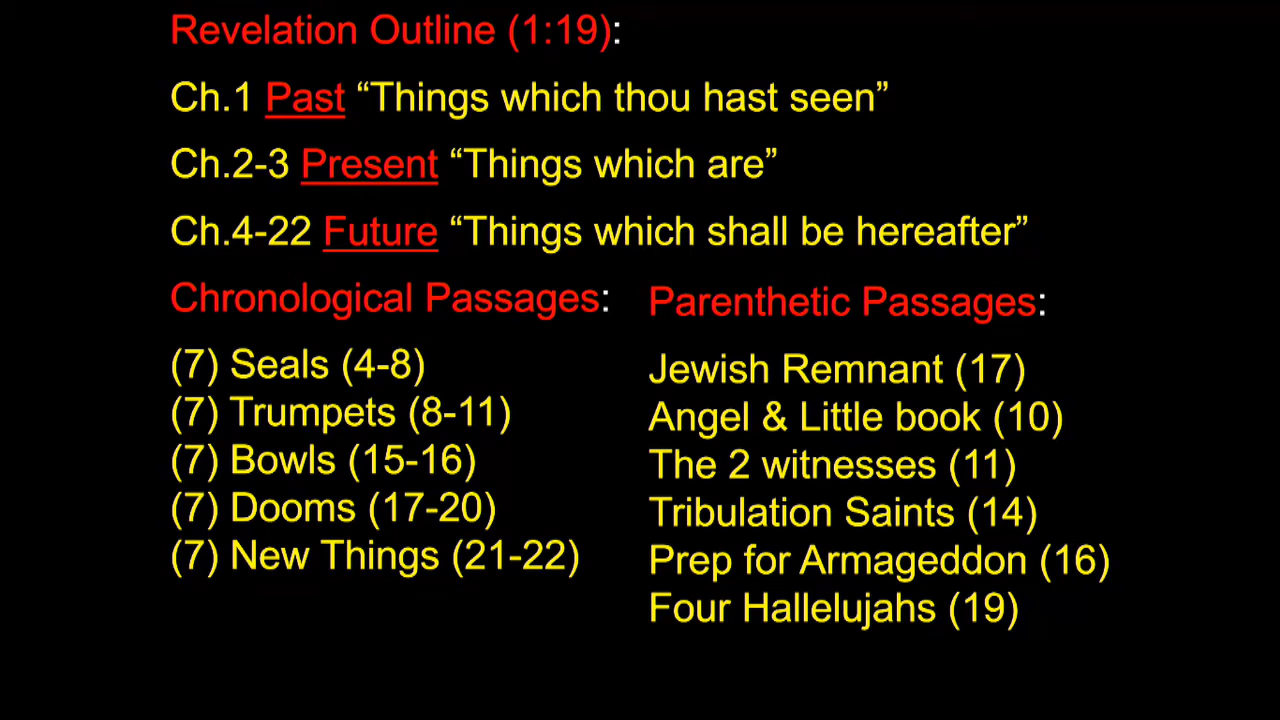 Revelation Outline (1:19):
Ch.1 Past “Things which thou hast seen”
Ch.2-3 Present “Things which are”
Ch.4-22 Future “Things which shall be hereafter”
Chronological Passages:
(7) Seals (4-8)
(7) Trumpets (8-11)
(7) Bowls (15-16)
(7) Dooms (17-20)
(7) New Things (21-22)
Parenthetic Passages:
Jewish Remnant (17)
Angel & Little book (10)
The 2 witnesses (11)
Tribulation Saints (14)
Prep for Armageddon (16)
Four Hallelujahs (19)